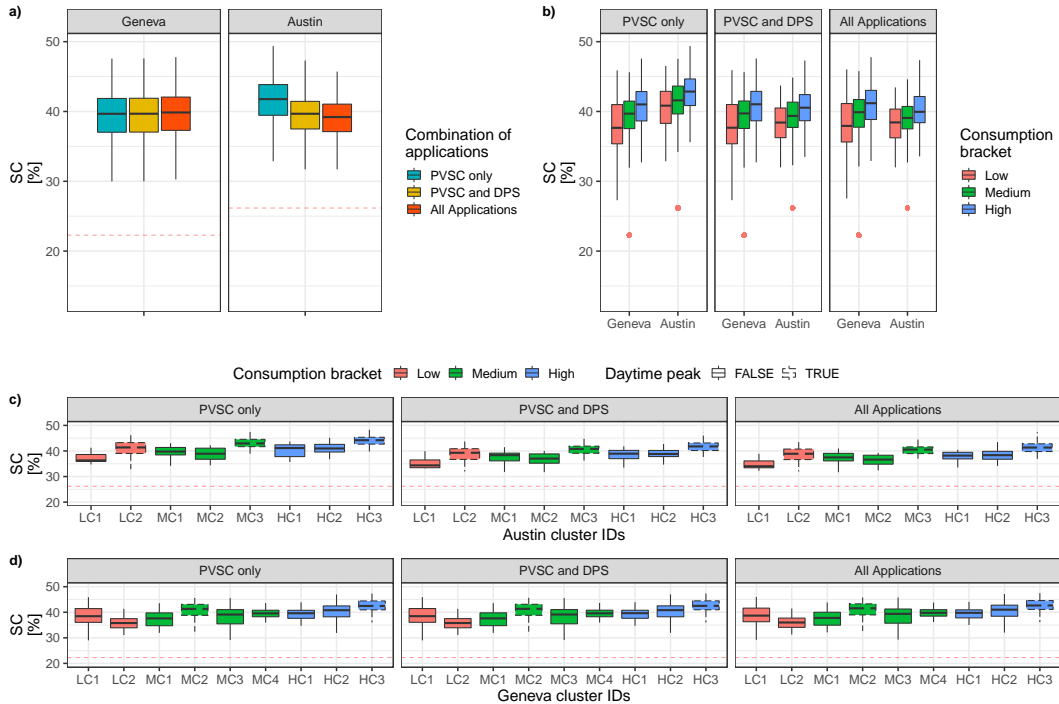 a)
Geneva
Austin
50
40
30
20
SC
[%]
Combination of
applications
PVSC only
PVSC and DPS
All Applications
b)
PVSC only
PVSC and DPS
All Applications
50
40
30
20
SC
[%]
Geneva Austin
Geneva Austin
Geneva Austin
Consumption
bracket
Low
Medium
High
Consumption bracket Low Medium High Daytime peak FALSE TRUE
c)
PVSC only
PVSC and DPS
All Applications
50
40
30
20
SC
[%]
LC1 LC2 MC1 MC2 MC3 HC1 HC2 HC3
LC1 LC2 MC1 MC2 MC3 HC1 HC2 HC3
LC1 LC2 MC1 MC2 MC3 HC1 HC2 HC3
Austin cluster IDs
d)
PVSC only
PVSC and DPS
All Applications
50
40
30
20
SC
[%]
LC1 LC2 MC1 MC2 MC3 MC4 HC1 HC2 HC3
LC1 LC2 MC1 MC2 MC3 MC4 HC1 HC2 HC3
LC1 LC2 MC1 MC2 MC3 MC4 HC1 HC2 HC3
Geneva cluster IDs